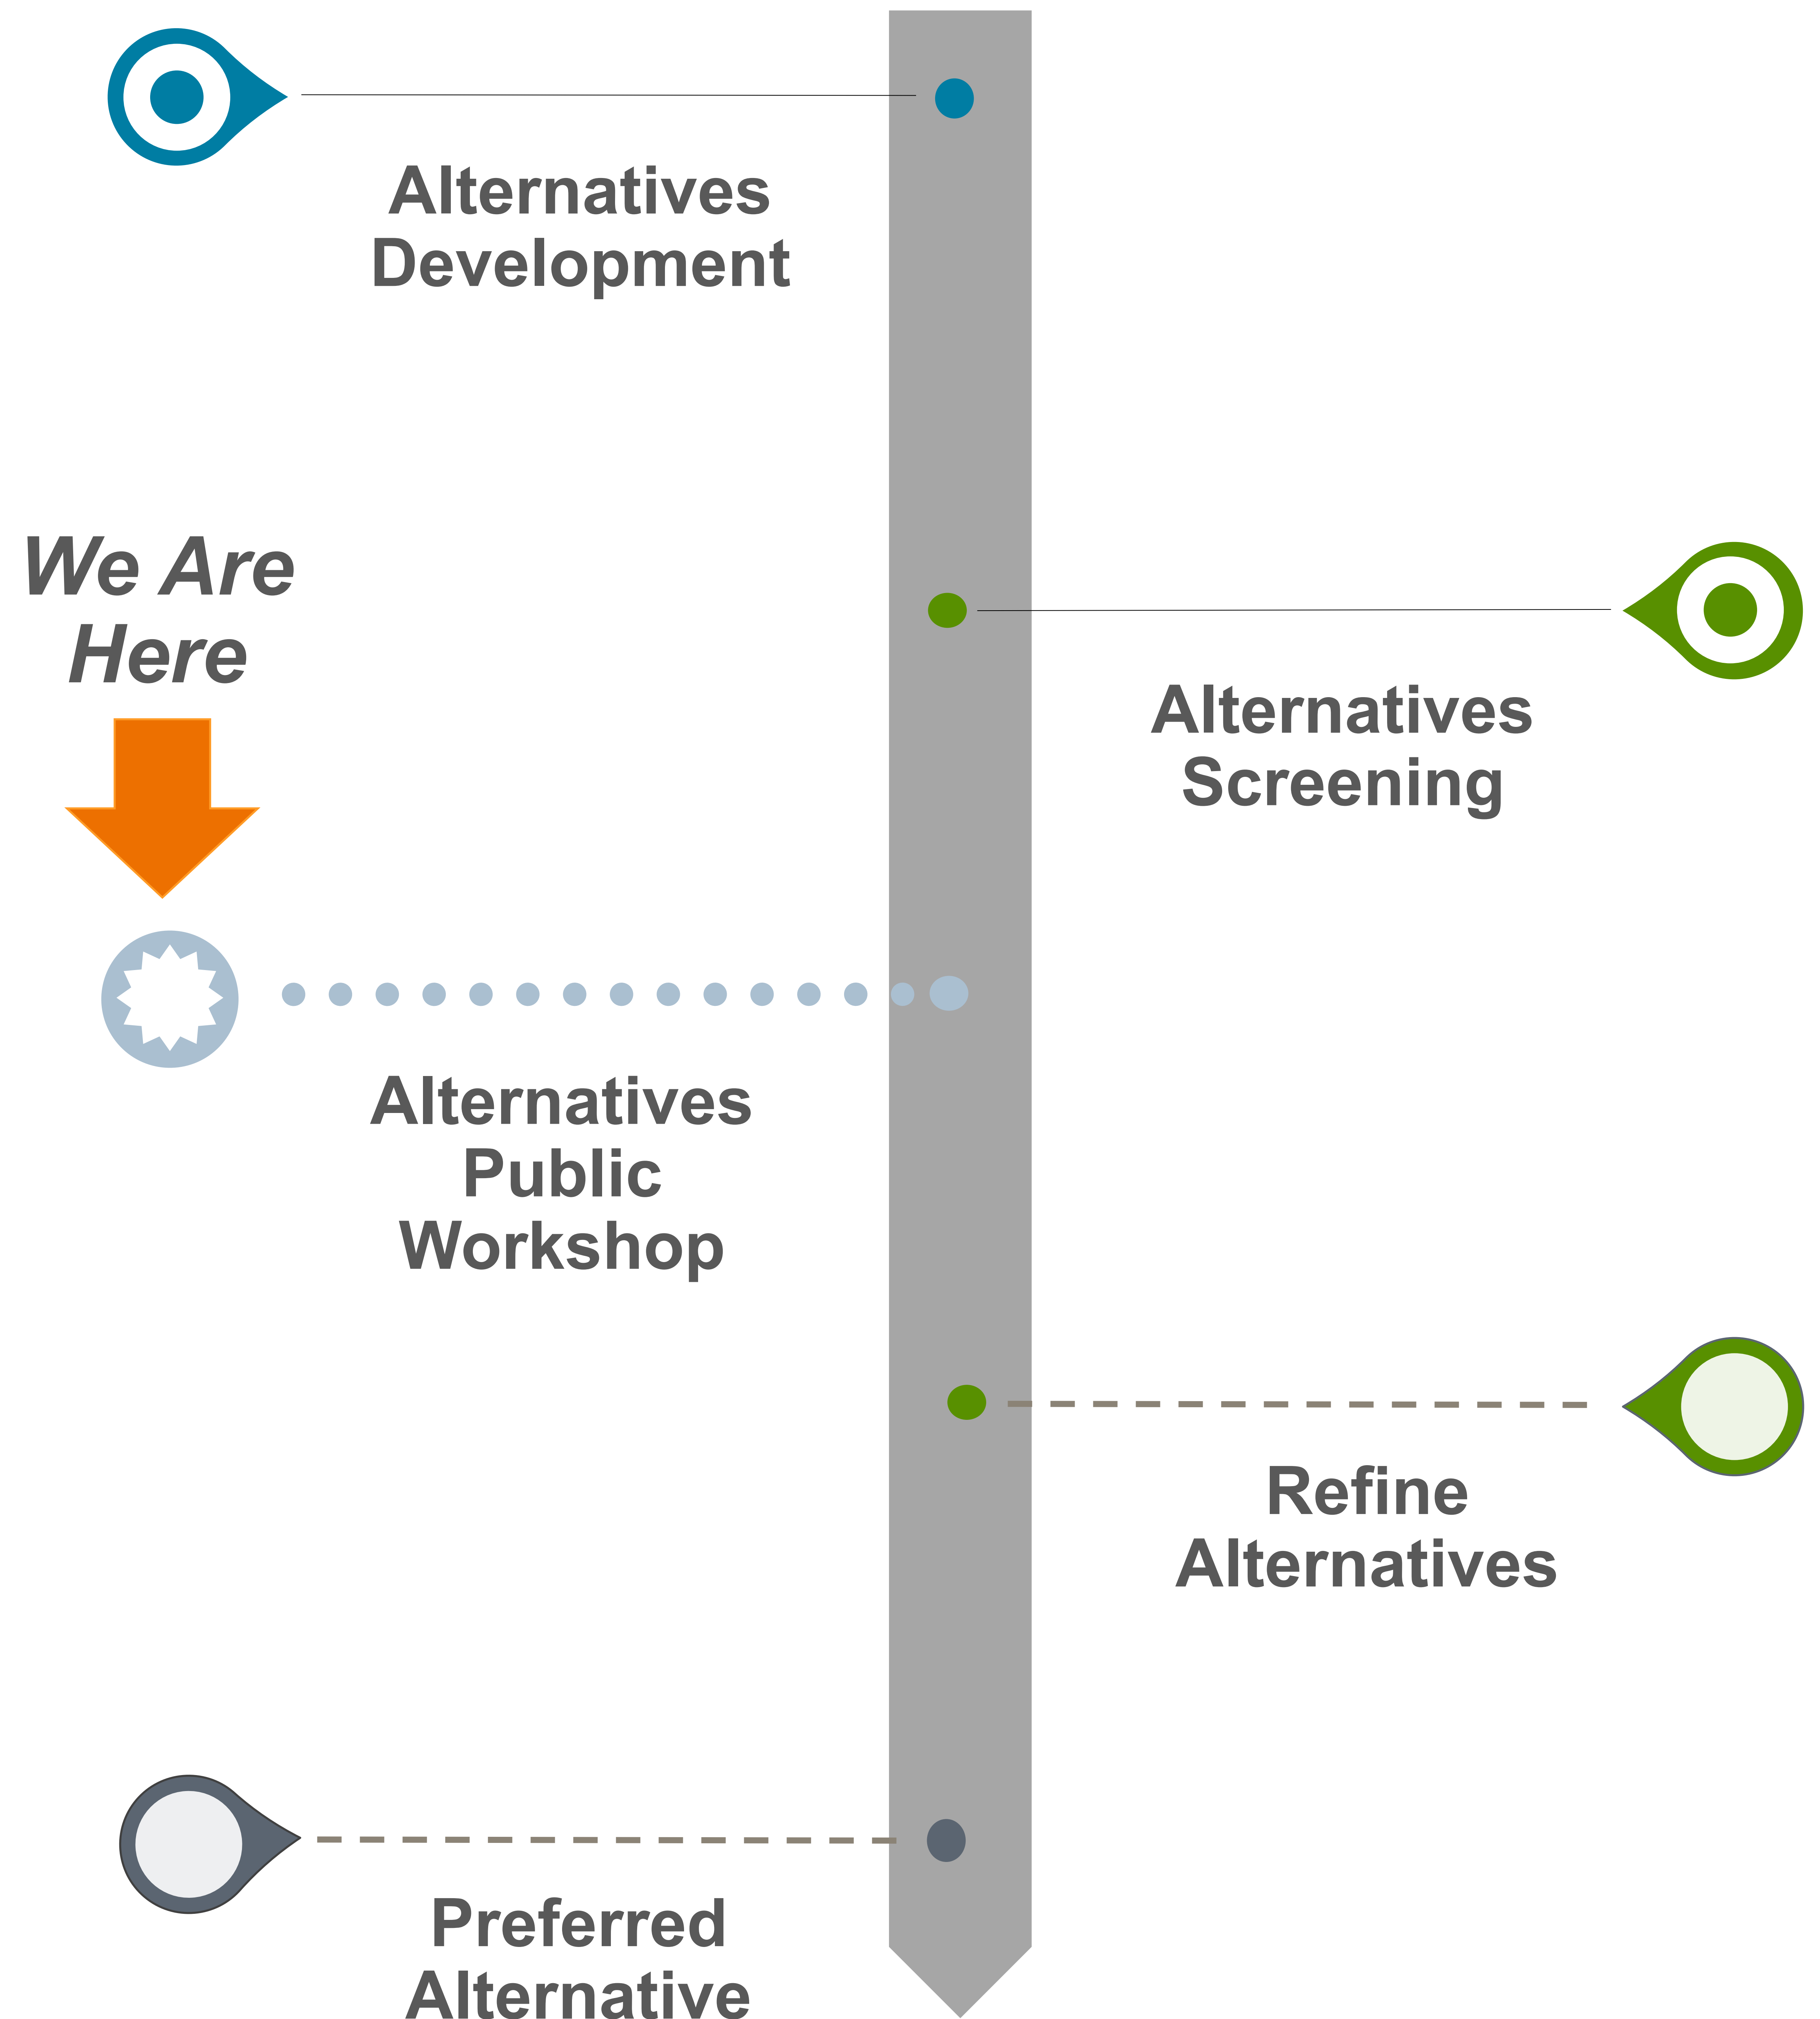 Alternatives
Development
We Are
Here
Alternatives
Screening
Alternatives
Public
Workshop
Refine
Alternatives
Preferred
Alternative